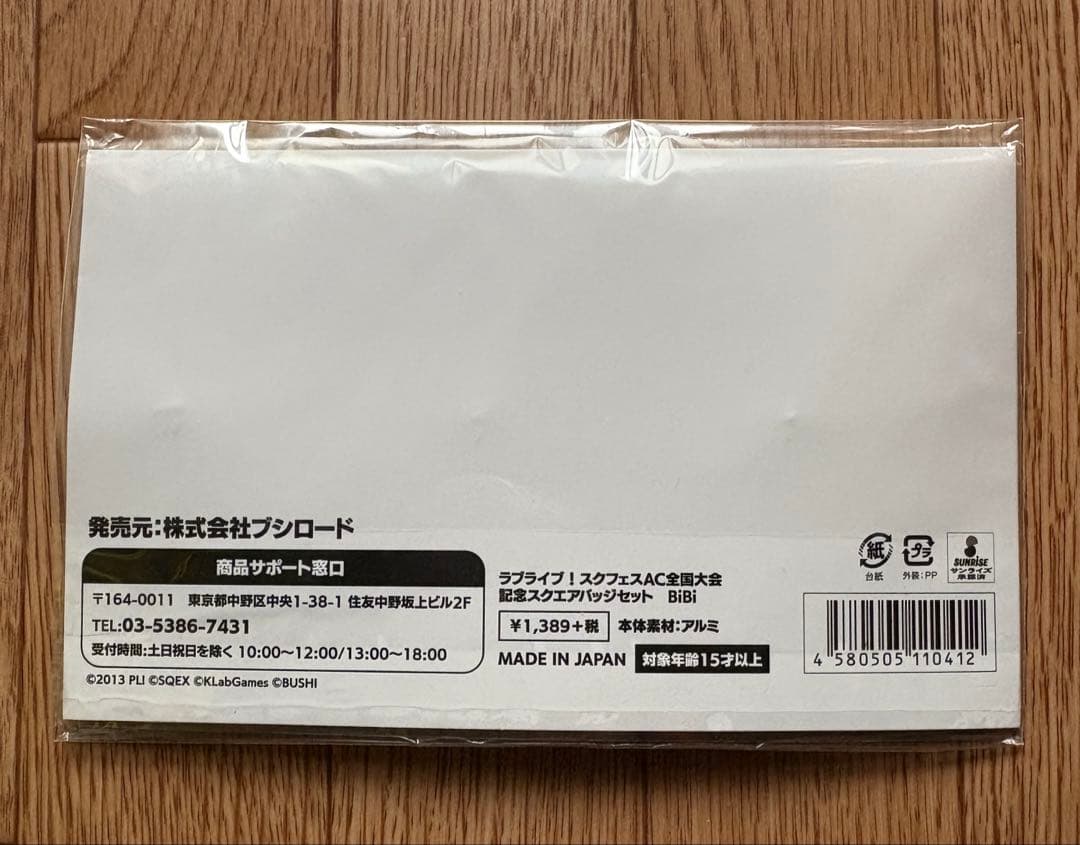 発売元:株式会社ブシロード
商品サポート窓口
〒164-0011 東京都中野区中央1-38-1 住友中野坂上ビル2F
TEL:03-5386-7431
受付時間:土日祝日を除く 10:00〜12:00/13:00〜18:00
©2013 PLI ©SQEX ©KLabGames ©BUSHI
ラブライブ!スクフェスAC全国大会
記念スクエアバッジセット BiBi
¥1,389+税 本体素材:アルミ
MADE IN JAPAN 対象年齢15才以上
紙
台紙
プラ
外装:PP
SUNRISE
サンライズ
承認済
4 580505 110412